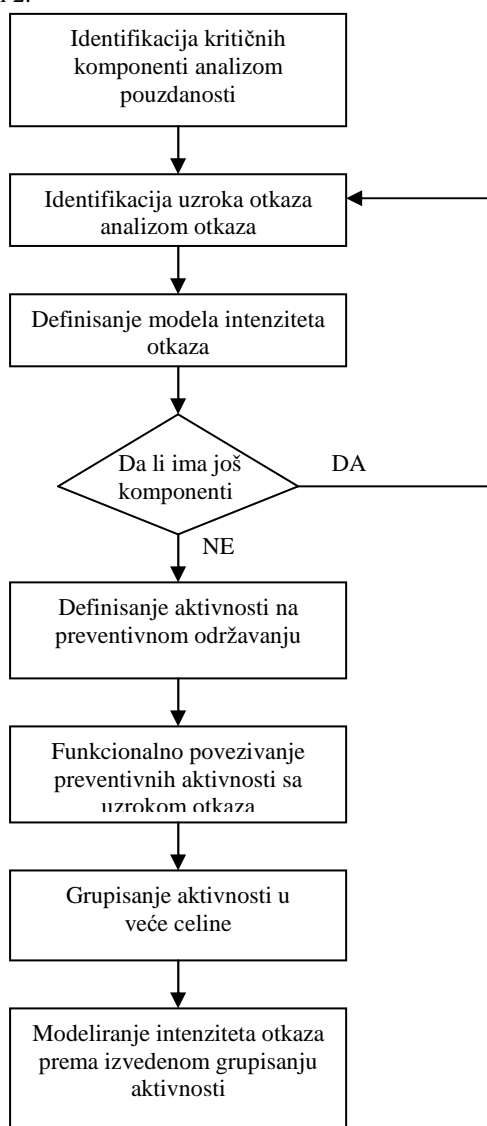 Identifikacija kritičnih
komponenti analizom
pouzdanosti
Identifikacija uzroka otkaza
analizom otkaza
Definisanje modela intenziteta
otkaza
Da li ima još
komponenti
DA
NE
Definisanje aktivnosti na
preventivnom održavanju
Funkcionalno povezivanje
preventivnih aktivnosti sa
uzrokom otkaza
Grupisanje aktivnosti u
veće celine
Modeliranje intenziteta otkaza
prema izvedenom grupisanju
aktivnosti